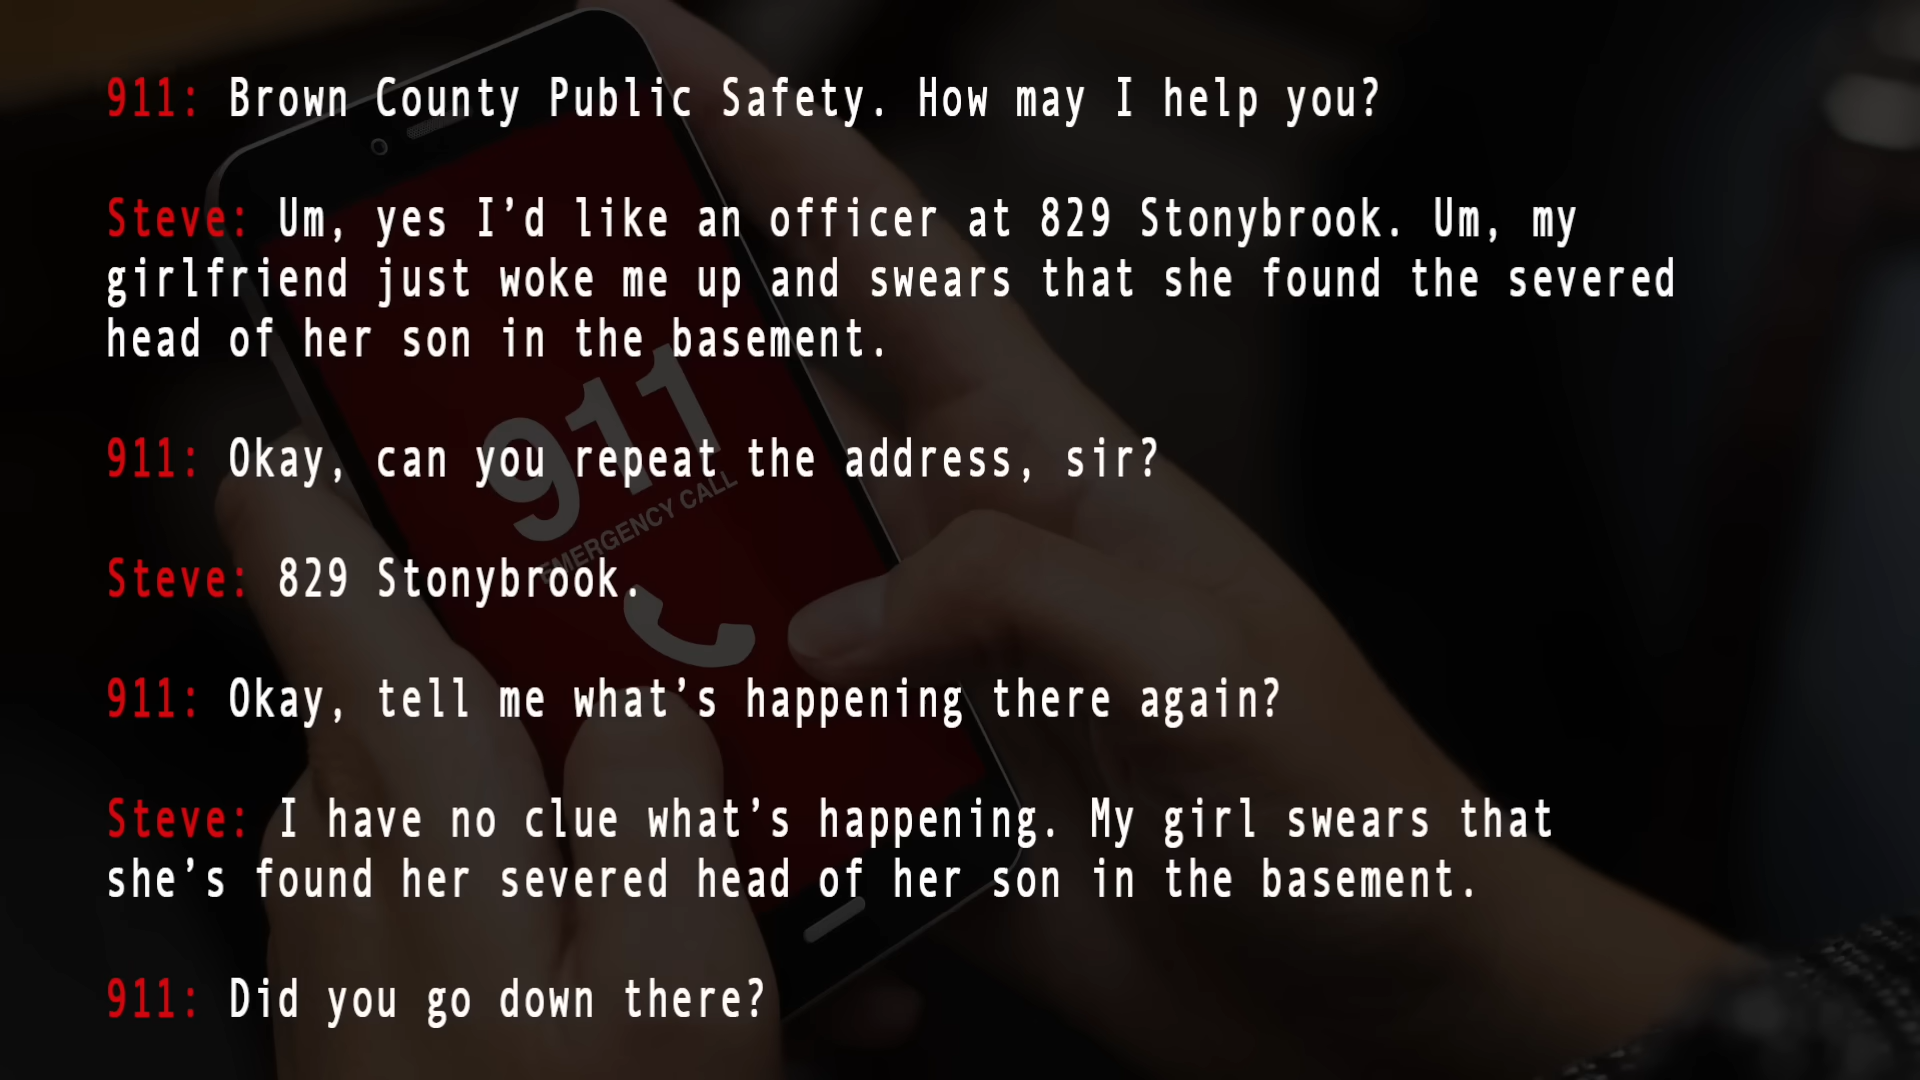 911: Brown County Public Safety. How may I help you?
Steve: Um, yes I’d like an officer at 829 Stonybrook. Um, my
girlfriend just woke me up and swears that she found the severed
head of her son in the basement.
911: Okay, can you repeat the address, sir?
Steve: 829 Stonybrook.
911: Okay, tell me what’s happening there again?
Steve: I have no clue what’s happening. My girl swears that
she’s found her severed head of her son in the basement.
911: Did you go down there?
911
EMERGENCY CALL